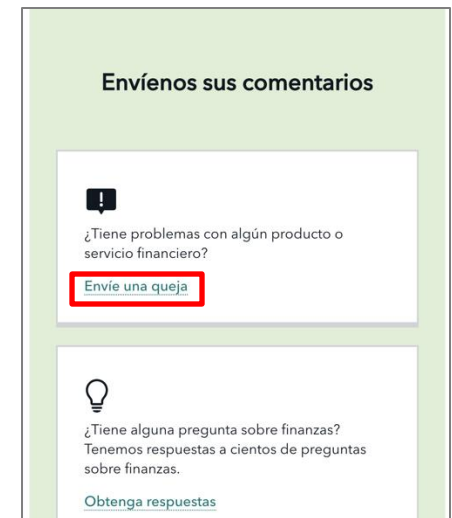 Envíenos sus comentarios
¿Tiene problemas con algún producto o
servicio financiero?
Envíe una queja
¿Tiene alguna pregunta sobre finanzas?
Tenemos respuestas a cientos de preguntas
sobre finanzas.
Obtenga respuestas